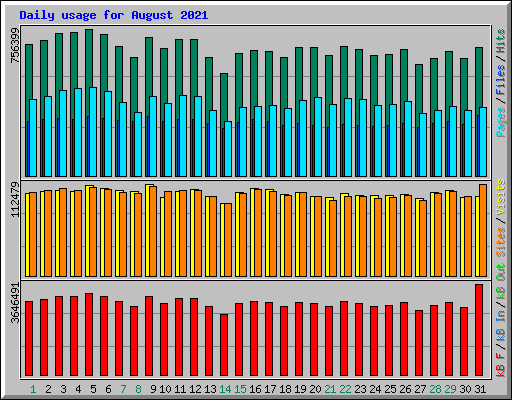 Daily usage for August 2021
756399
Pages / Files / Hits
112479
Sites / Visits
3646491
kB F / kB In / kB Out
1 2 3 4 5 6 7 8 9 10 11 12 13 14 15 16 17 18 19 20 21 22 23 24 25 26 27 28 29 30 31